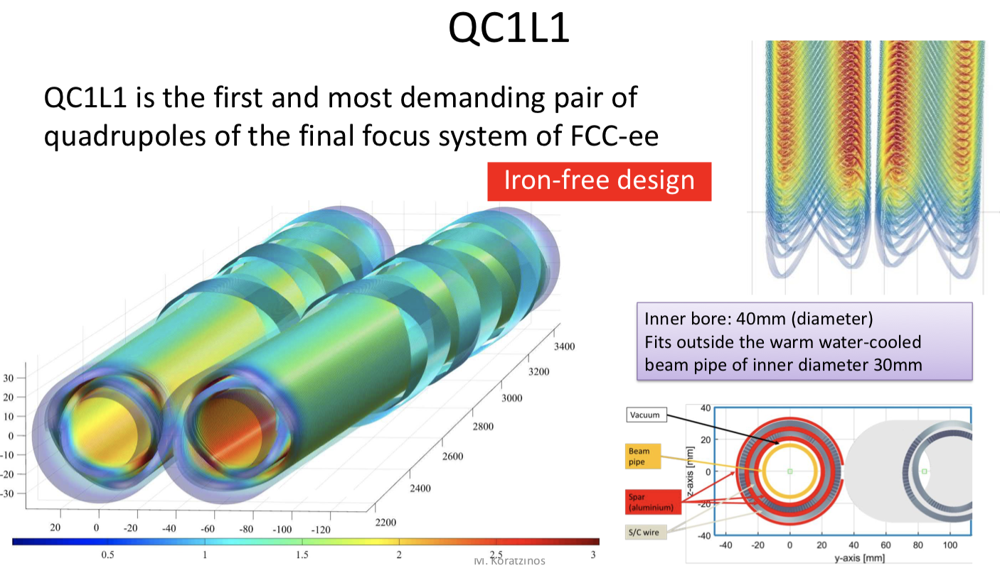 QC1L1
QC1L1 is the first and most demanding pair of
quadrupoles of the final focus system of FCC-ee
Iron-free design
30
20
10
0
-10
-20
-30
20
0
-20
-40
-60
-80
-100
-120
2200
2400
2600
2800
3000
3200
3400
0.5
1
1.5
2
2.5
3
M. Koratzinos
Inner bore: 40mm (diameter)
Fits outside the warm water-cooled
beam pipe of inner diameter 30mm
Vacuum
Beam
pipe
Spar
(aluminium)
S/C wire
z-axis [mm]
40
20
0
-20
-40
-40
-20
0
20
40
60
80
100
y-axis [mm]